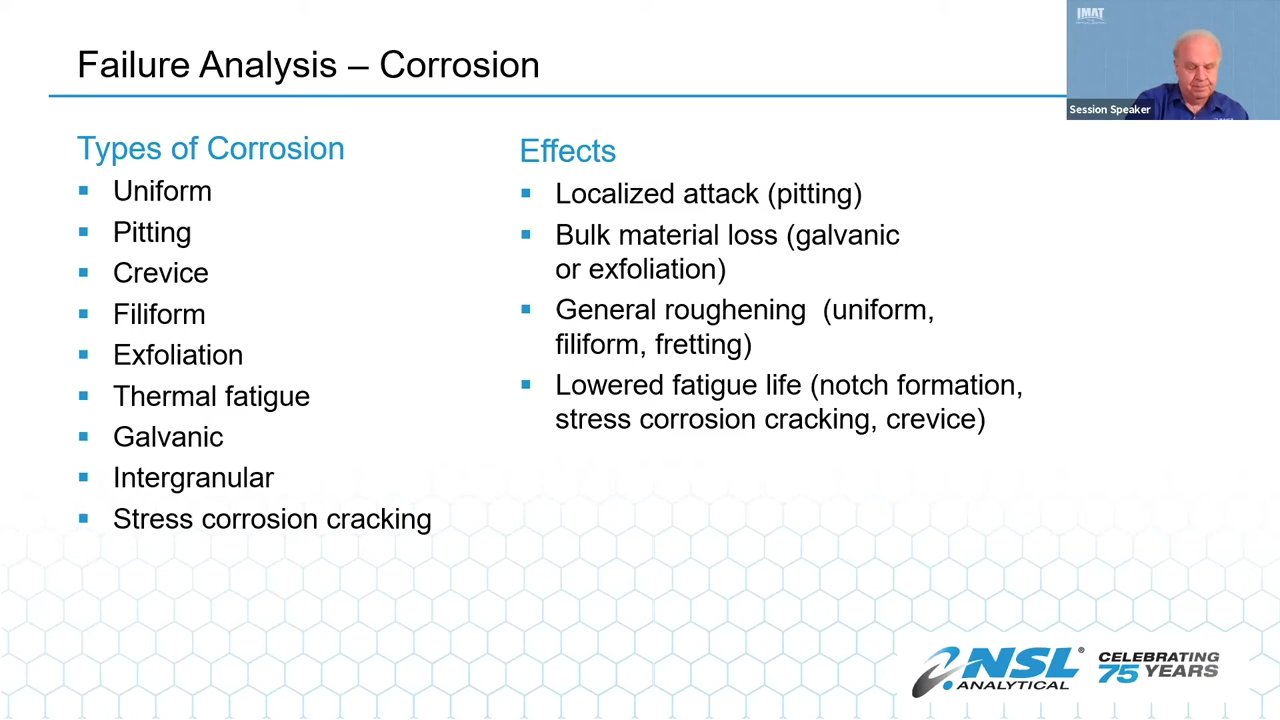 Failure Analysis – Corrosion
IMAT
Session Speaker
Types of Corrosion
▪ Uniform
▪ Pitting
▪ Crevice
▪ Filiform
▪ Exfoliation
▪ Thermal fatigue
▪ Galvanic
▪ Intergranular
▪ Stress corrosion cracking
Effects
▪ Localized attack (pitting)
▪ Bulk material loss (galvanic
or exfoliation)
▪ General roughening (uniform,
filiform, fretting)
▪ Lowered fatigue life (notch formation,
stress corrosion cracking, crevice)
NSL®
ANALYTICAL
CELEBRATING
75 YEARS